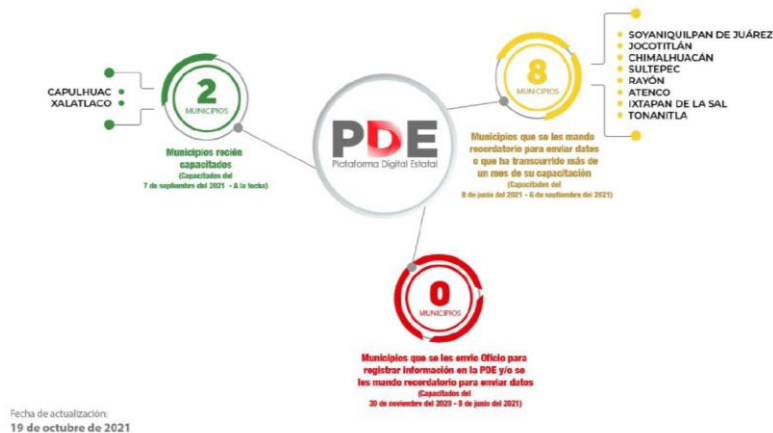 CAPULHUAC
XALATLACO
2
MUNICIPIOS
Municipios recién
capacitados
(Capacitados del
7 de septiembre del 2021 - A la fecha)
PDE
Plataforma Digital Estatal
8
MUNICIPIOS
SOYANIQUILPAN DE JUÁREZ
JOCOTITLÁN
CHIMALHUACÁN
SULTEPEC
RAYÓN
ATENCO
IXTAPAN DE LA SAL
TONANITLA
Municipios que se les mando
recordatorio para enviar datos
o que ha transcurrido más de
un mes de su capacitación
(Capacitados del
8 de junio del 2021 - 6 de septiembre del 2021)
0
MUNICIPIOS
Municipios que se les envio Oficio para
registrar información en la PDE y/o se
les mando recordatorio para enviar datos
(Capacitados del
30 de noviembre del 2020 - 8 de junio del 2021)
Fecha de actualización:
19 de octubre de 2021